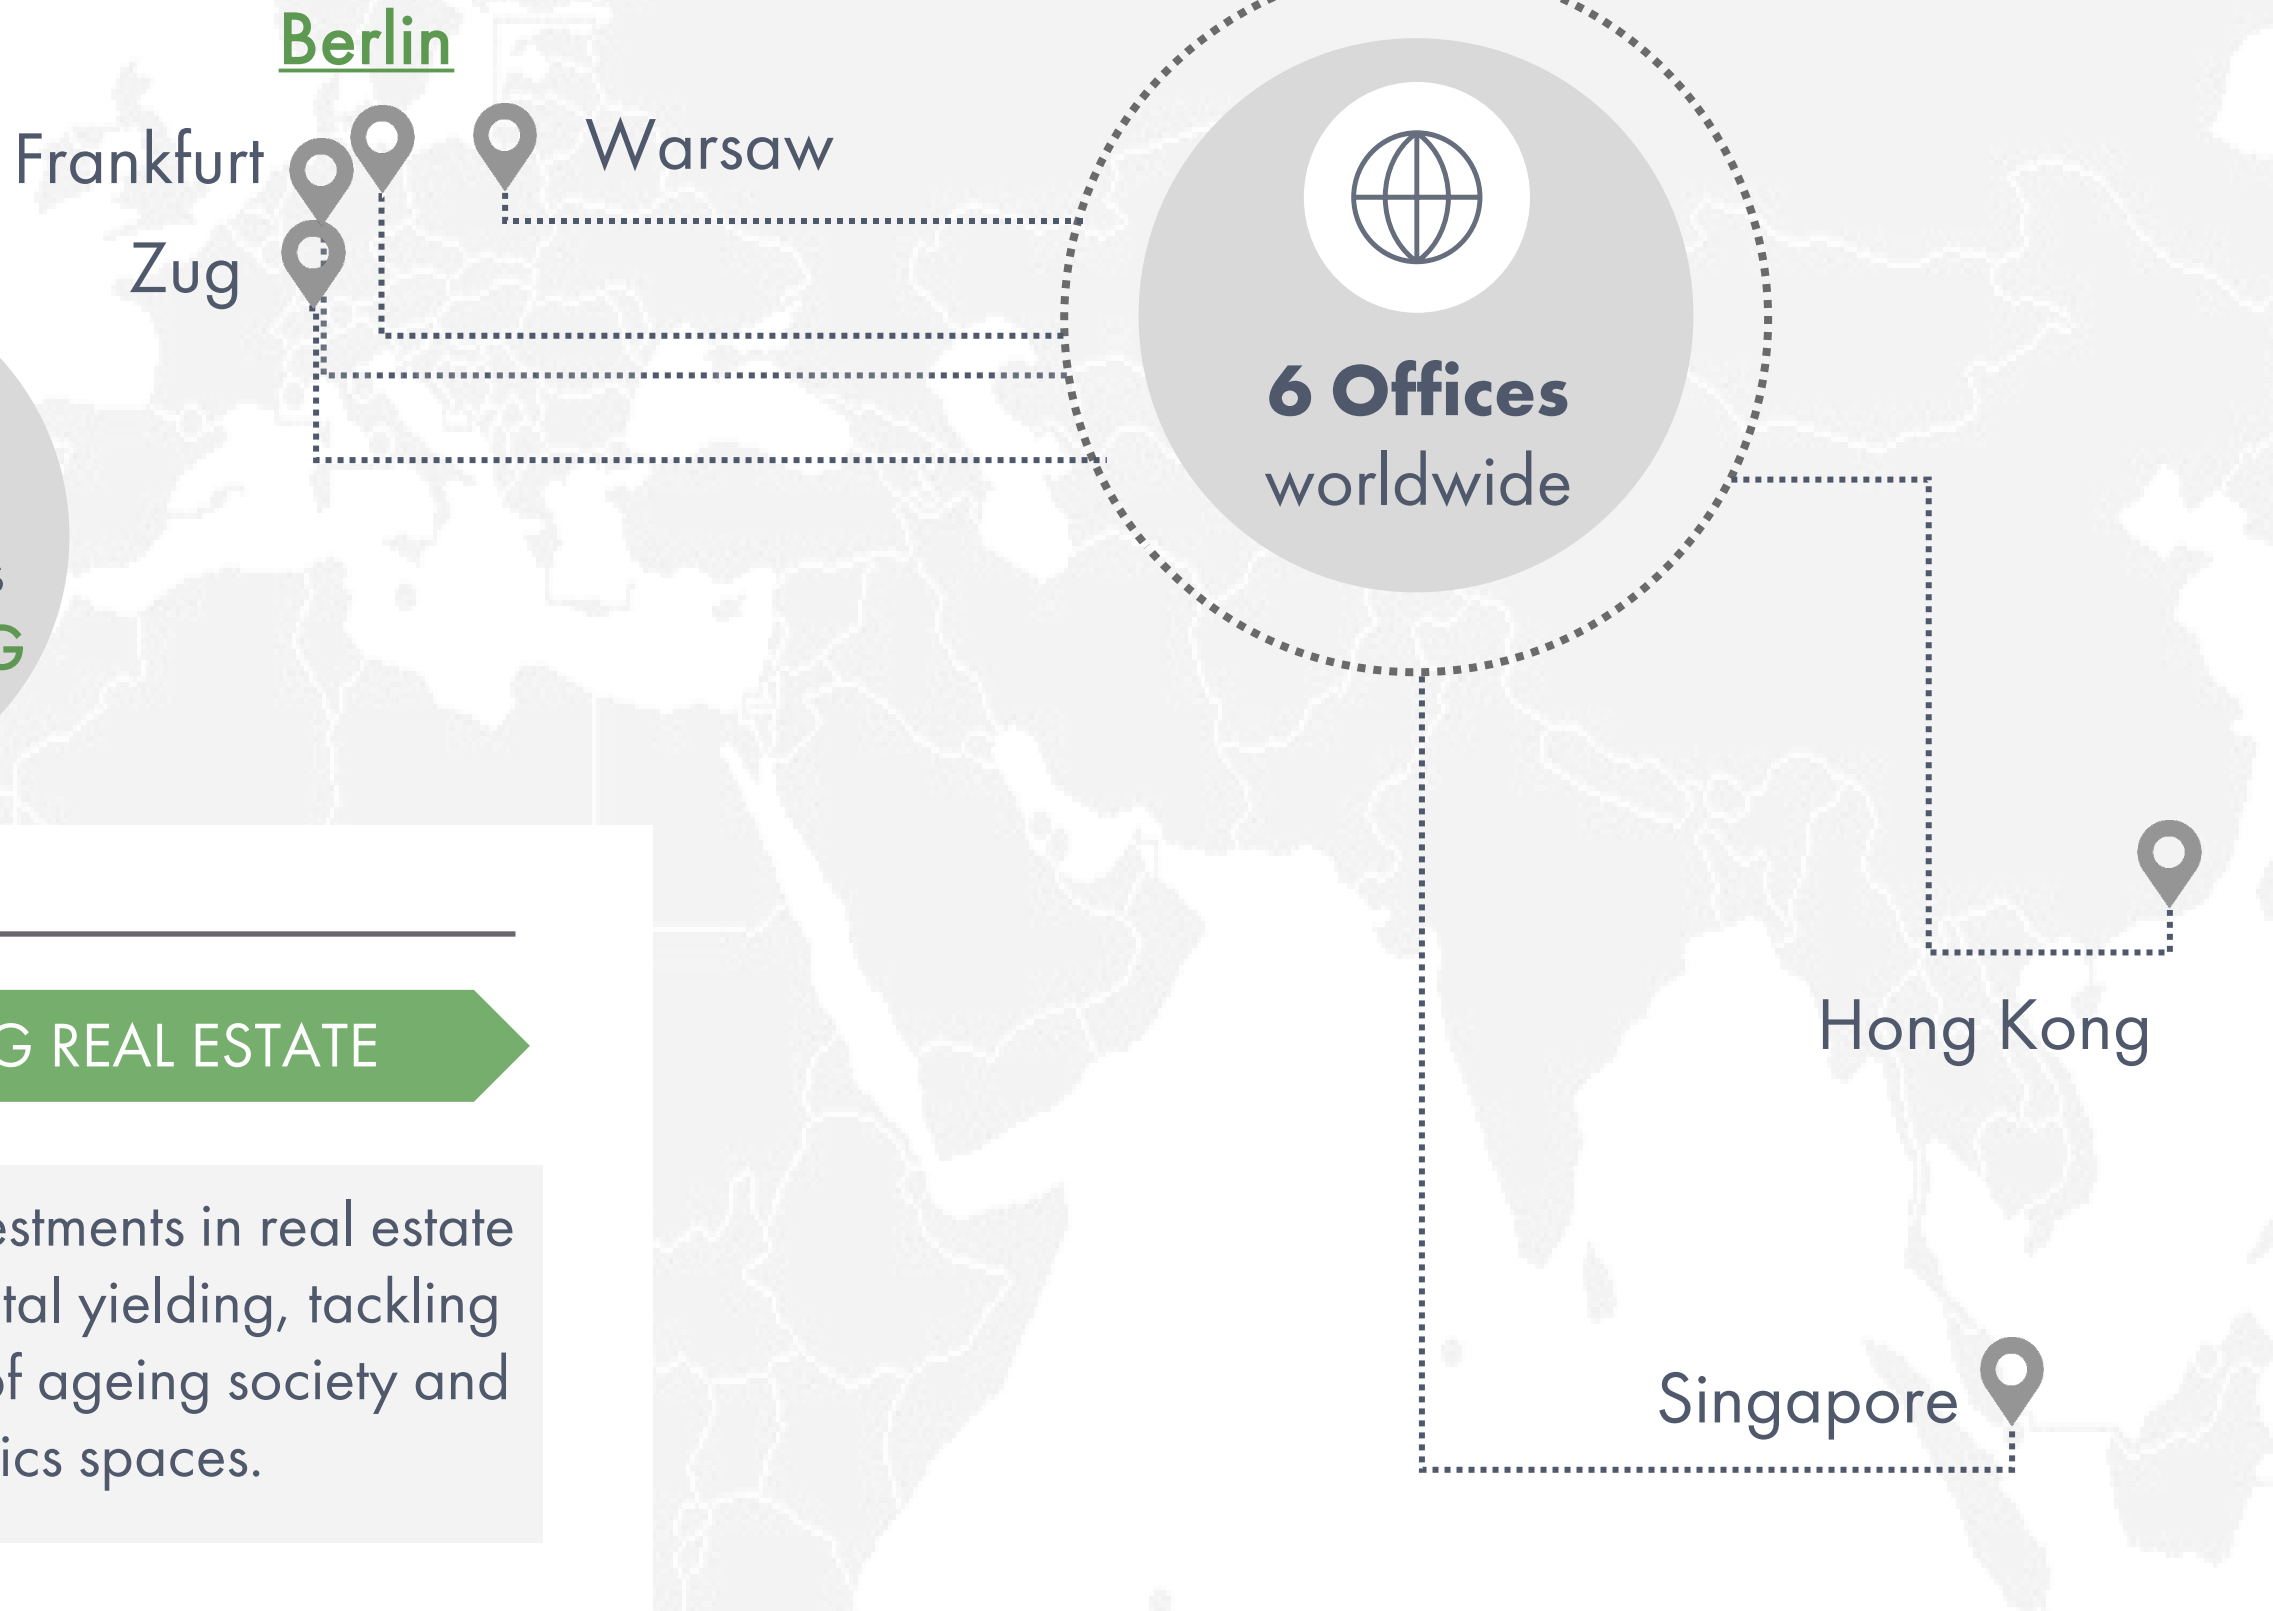 Berlin
Frankfurt
Warsaw
Zug
6 Offices
worldwide
G
Hong Kong
G REAL ESTATE
estments in real estate
tal yielding, tackling
of ageing society and
ics spaces.
Singapore